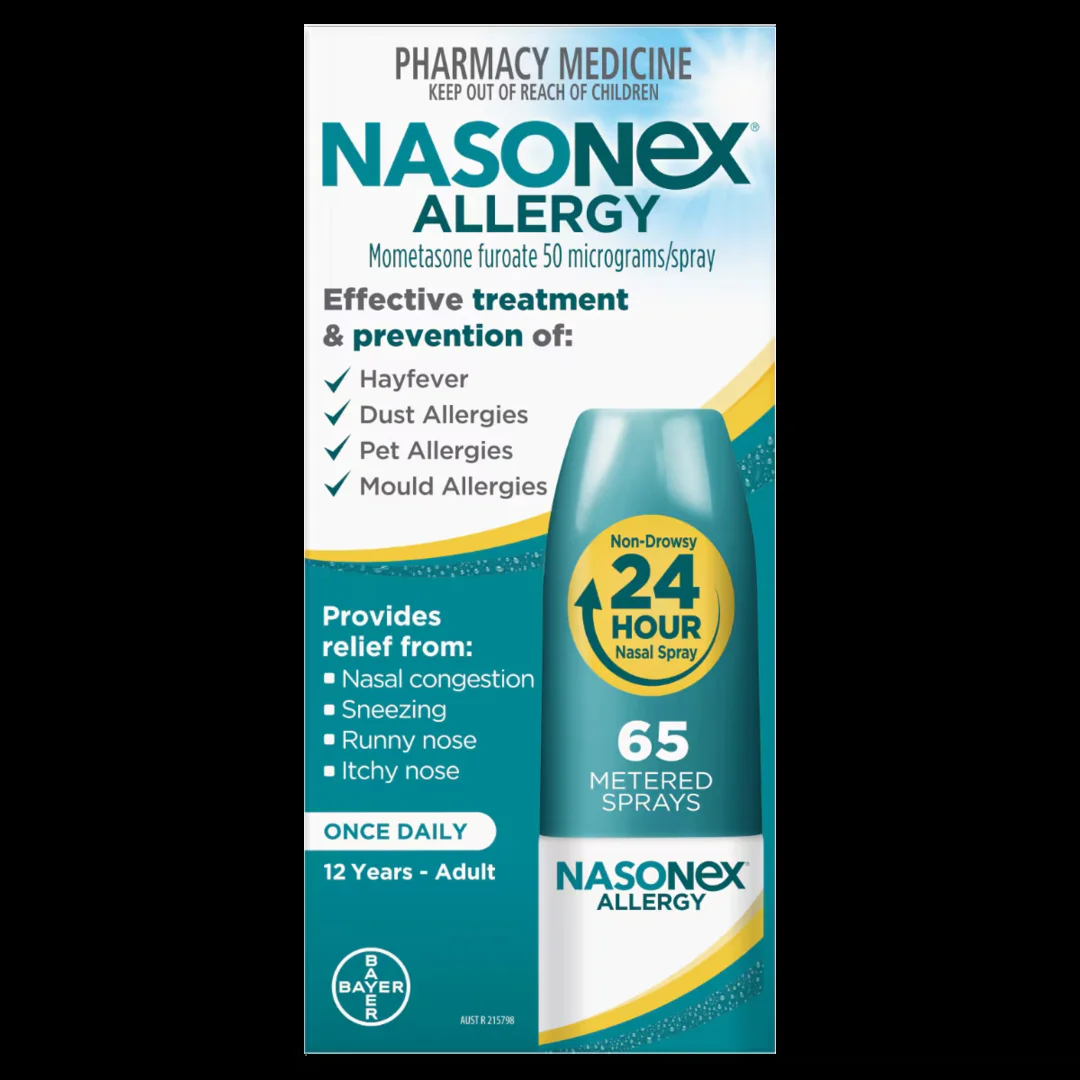 PHARMACY MEDICINE
KEEP OUT OF REACH OF CHILDREN
NASONEX®
ALLERGY
Mometasone furoate 50 micrograms/spray
Effective treatment
& prevention of:
Hayfever
Dust Allergies
Pet Allergies
Mould Allergies
Provides
relief from:
Nasal congestion
Sneezing
Runny nose
Itchy nose
ONCE DAILY
12 Years - Adult
BAYER
BAYER
AUST R 215798
Non-Drowsy
24
HOUR
Nasal Spray
65
METERED
SPRAYS
NASONEX
ALLERGY